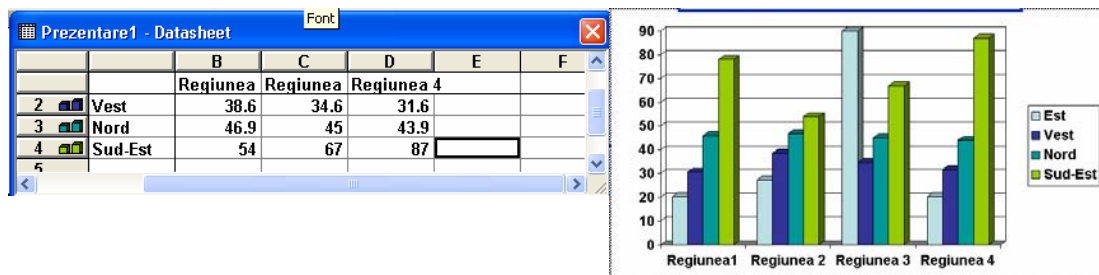 Font
Prezentare1 - Datasheet
B C D E F
Regiunea Regiunea Regiunea 4
2 Vest 38.6 34.6 31.6
3 Nord 46.9 45 43.9
4 Sud-Est 54 67 87
5
90
80
70
60
50
40
30
20
10
0
Regiunea1 Regiunea 2 Regiunea 3 Regiunea 4
Est
Vest
Nord
Sud-Est